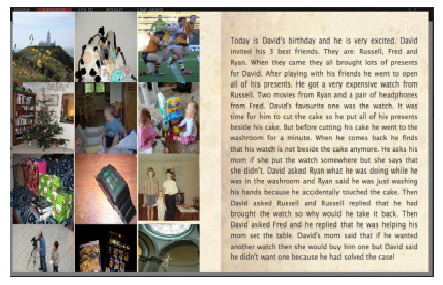 Today is David's birthday and he is very excited. David
invited his 3 best friends. They are: Russell, Fred and
Ryan. When they came they all brought lots of presents
for David. After playing with his friends he went to open
all of his presents. He got a very expensive watch from
Russell. Two movies from Ryan and a pair of headphones
from Fred. David's favourite one was the watch. It was
time for him to cut the cake so he put all of his presents
beside his cake. But before cutting his cake he went to the
washroom for a minute. When he comes back he finds
that his watch is not beside the cake anymore. He asks his
mom if she put the watch somewhere but she says that
she didn't. David asked Ryan what he was doing while he
was in the washroom and Ryan said he was just washing
his hands because he accidentally touched the cake. Then
David asked Russell and Russell replied that he had
brought the watch so why would he take it back. Then
David asked Fred and he replied that he was helping his
mom set the table. David's mom said that if he wanted
another watch then she would buy him one but David said
he didn't want one because he had solved the case!